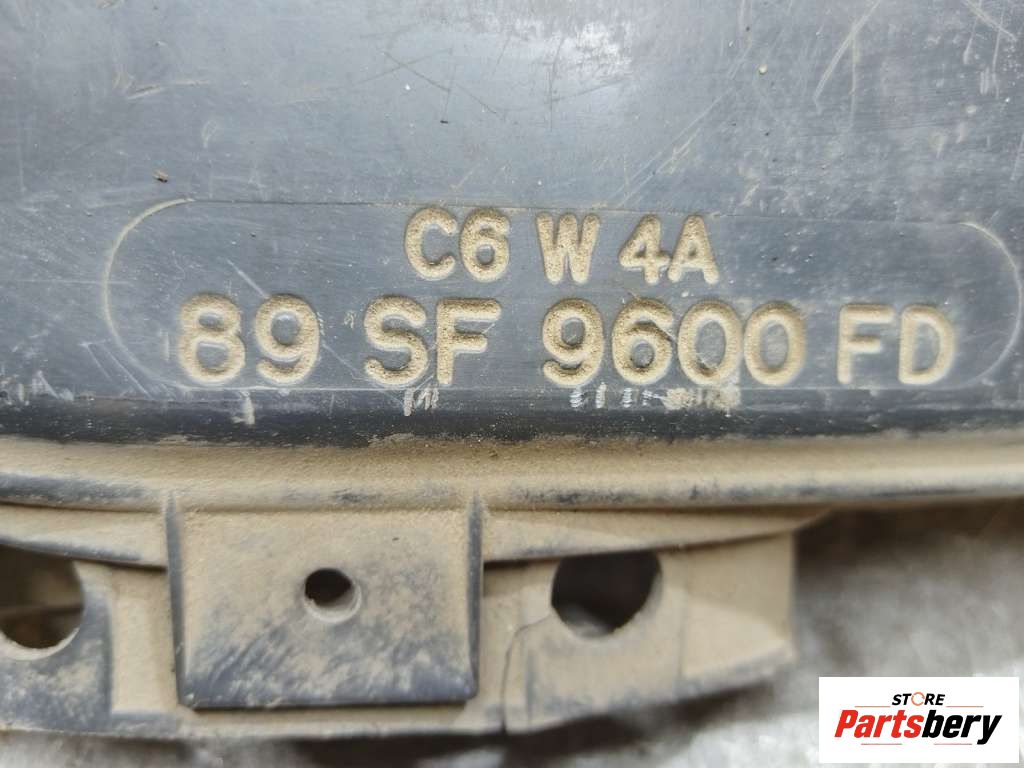 C6 W 4A
89 SF 9600 FD
STORE
Partsbery